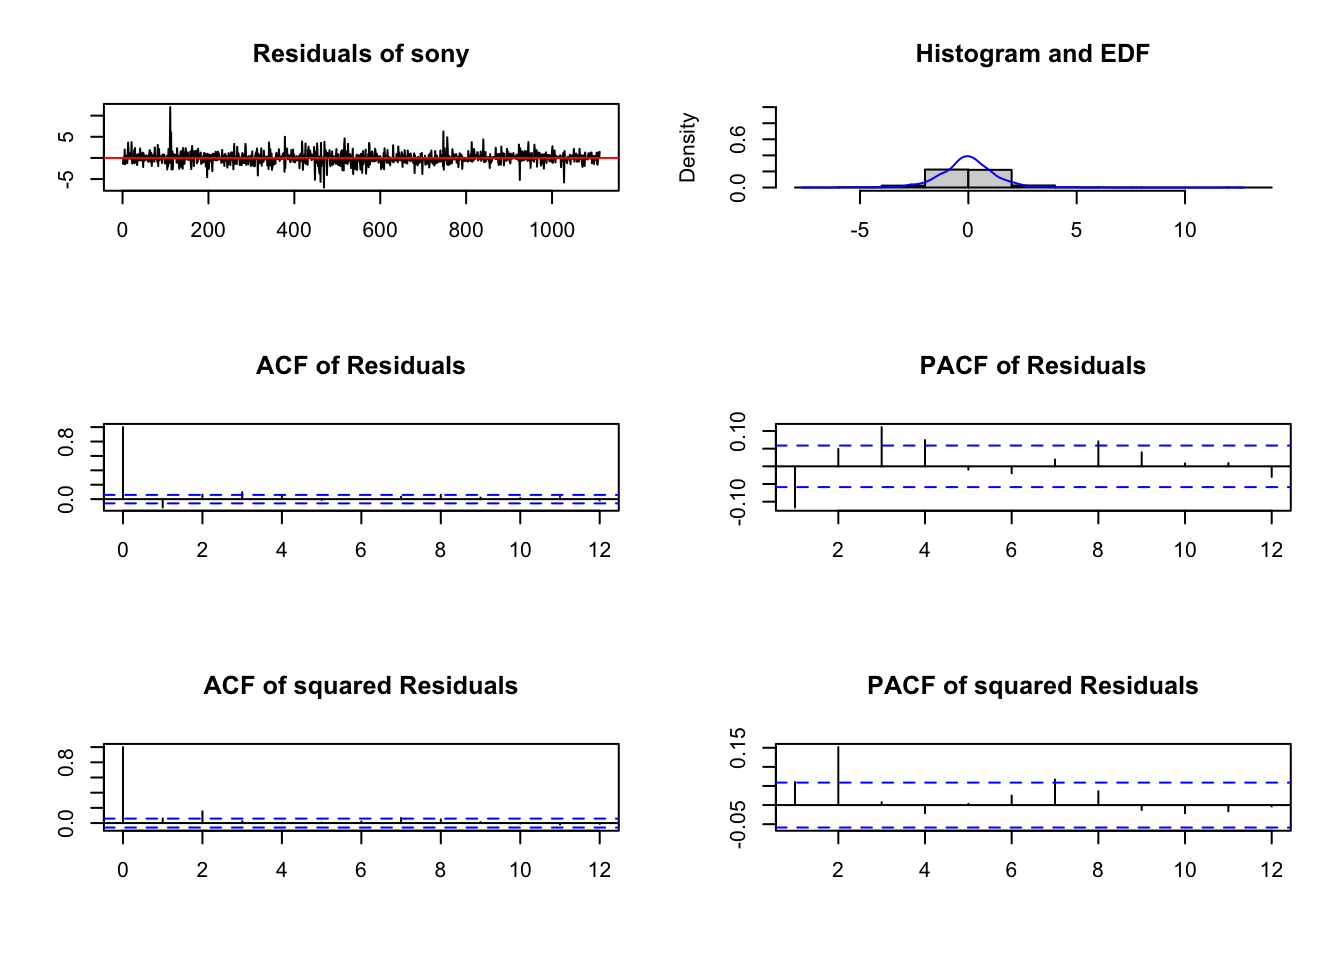 Residuals of sony
5
-5
0 200 400 600 800 1000
Histogram and EDF
Density
0.6
0.0
-5 0 5 10
ACF of Residuals
0.8
0.0
0 2 4 6 8 10 12
PACF of Residuals
0.10
-0.10
2 4 6 8 10 12
ACF of squared Residuals
0.8
0.0
0 2 4 6 8 10 12
PACF of squared Residuals
0.15
-0.05
2 4 6 8 10 12